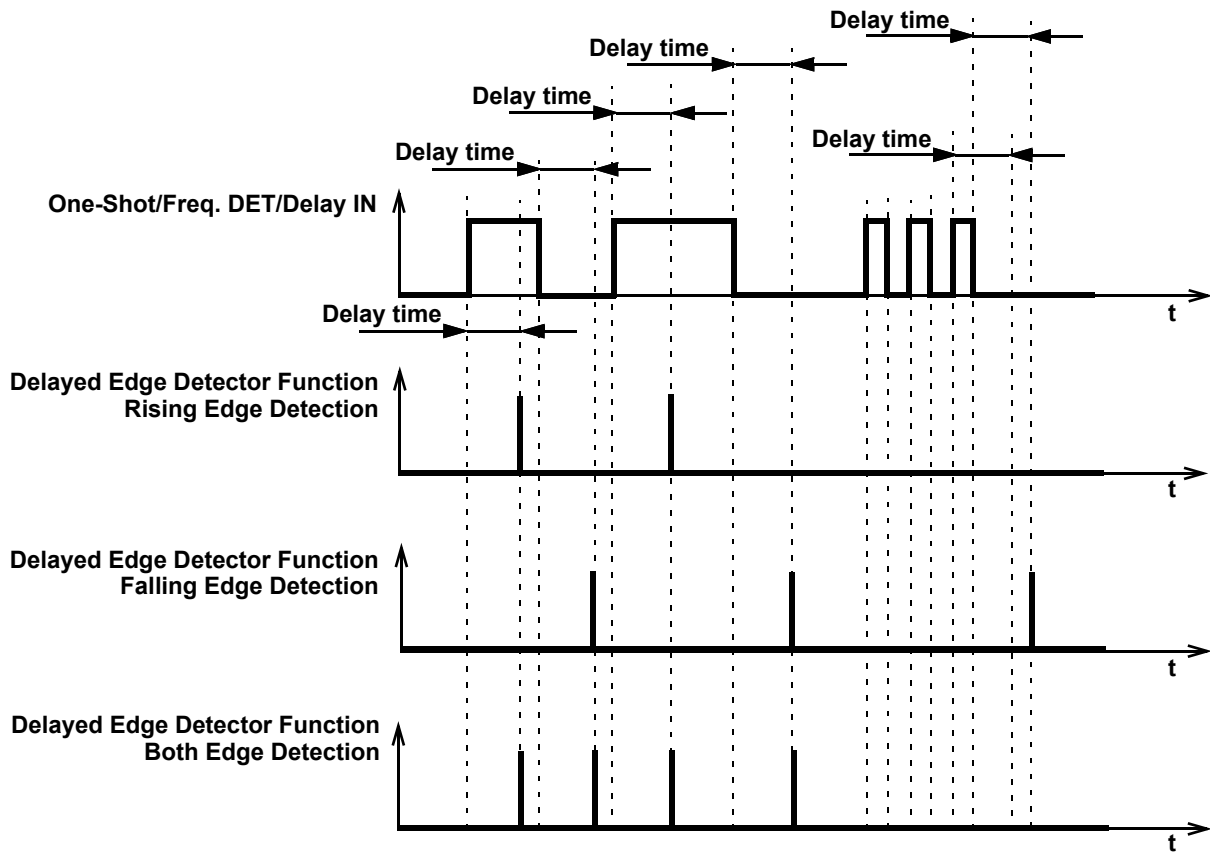 Delay time
Delay time
Delay time
Delay time
Delay time
One-Shot/Freq. DET/Delay IN
t
Delay time
Delayed Edge Detector Function
Rising Edge Detection
t
Delayed Edge Detector Function
Falling Edge Detection
t
Delayed Edge Detector Function
Both Edge Detection
t